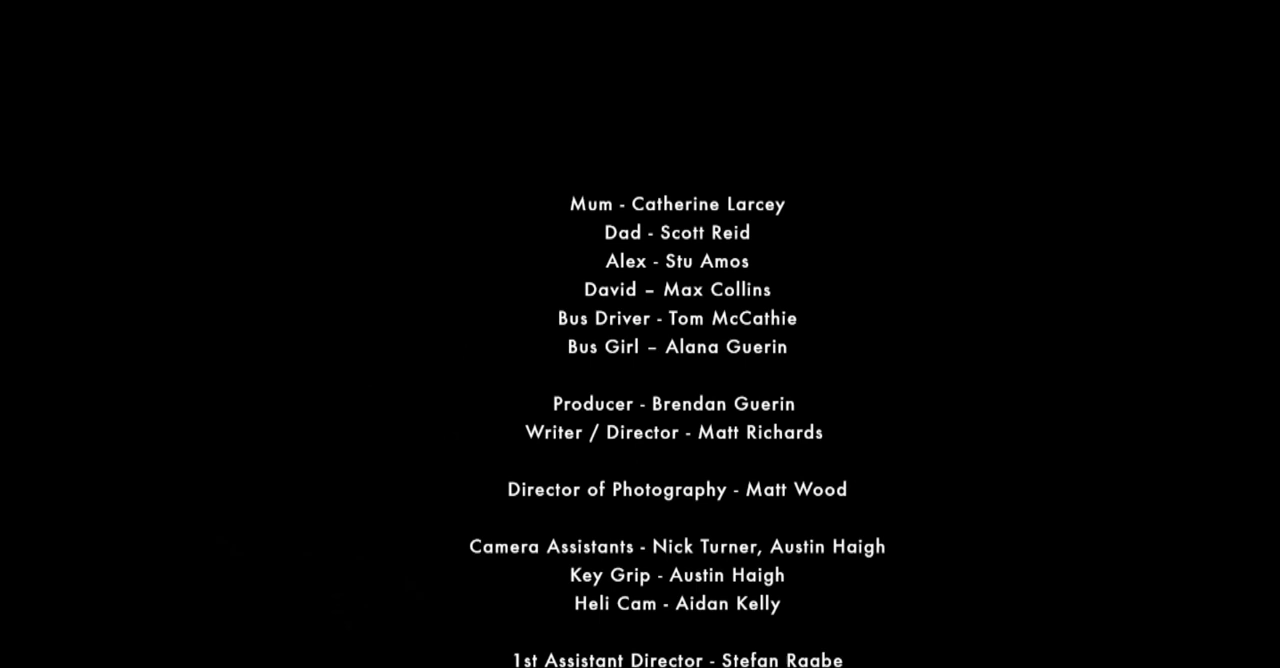 Mum - Catherine Larcey
Dad - Scott Reid
Alex - Stu Amos
David – Max Collins
Bus Driver - Tom McCathie
Bus Girl – Alana Guerin
Producer - Brendan Guerin
Writer / Director - Matt Richards
Director of Photography - Matt Wood
Camera Assistants - Nick Turner, Austin Haigh
Key Grip - Austin Haigh
Heli Cam - Aidan Kelly
1st Assistant Director - Stefan Raabe